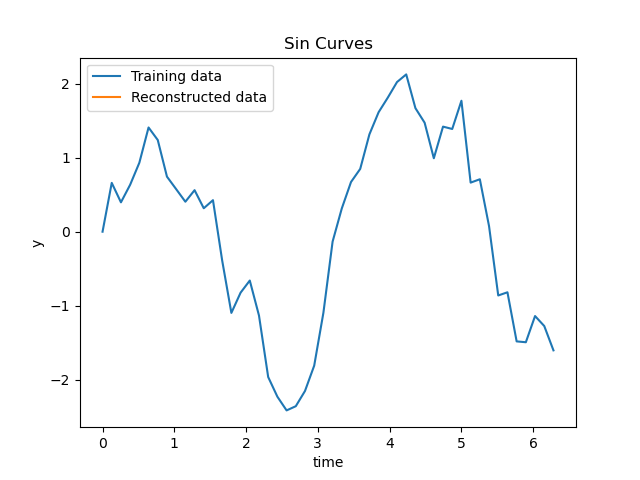 Sin Curves
Training data
Reconstructed data
y
2
1
0
−1
−2
0 1 2 3 4 5 6
time